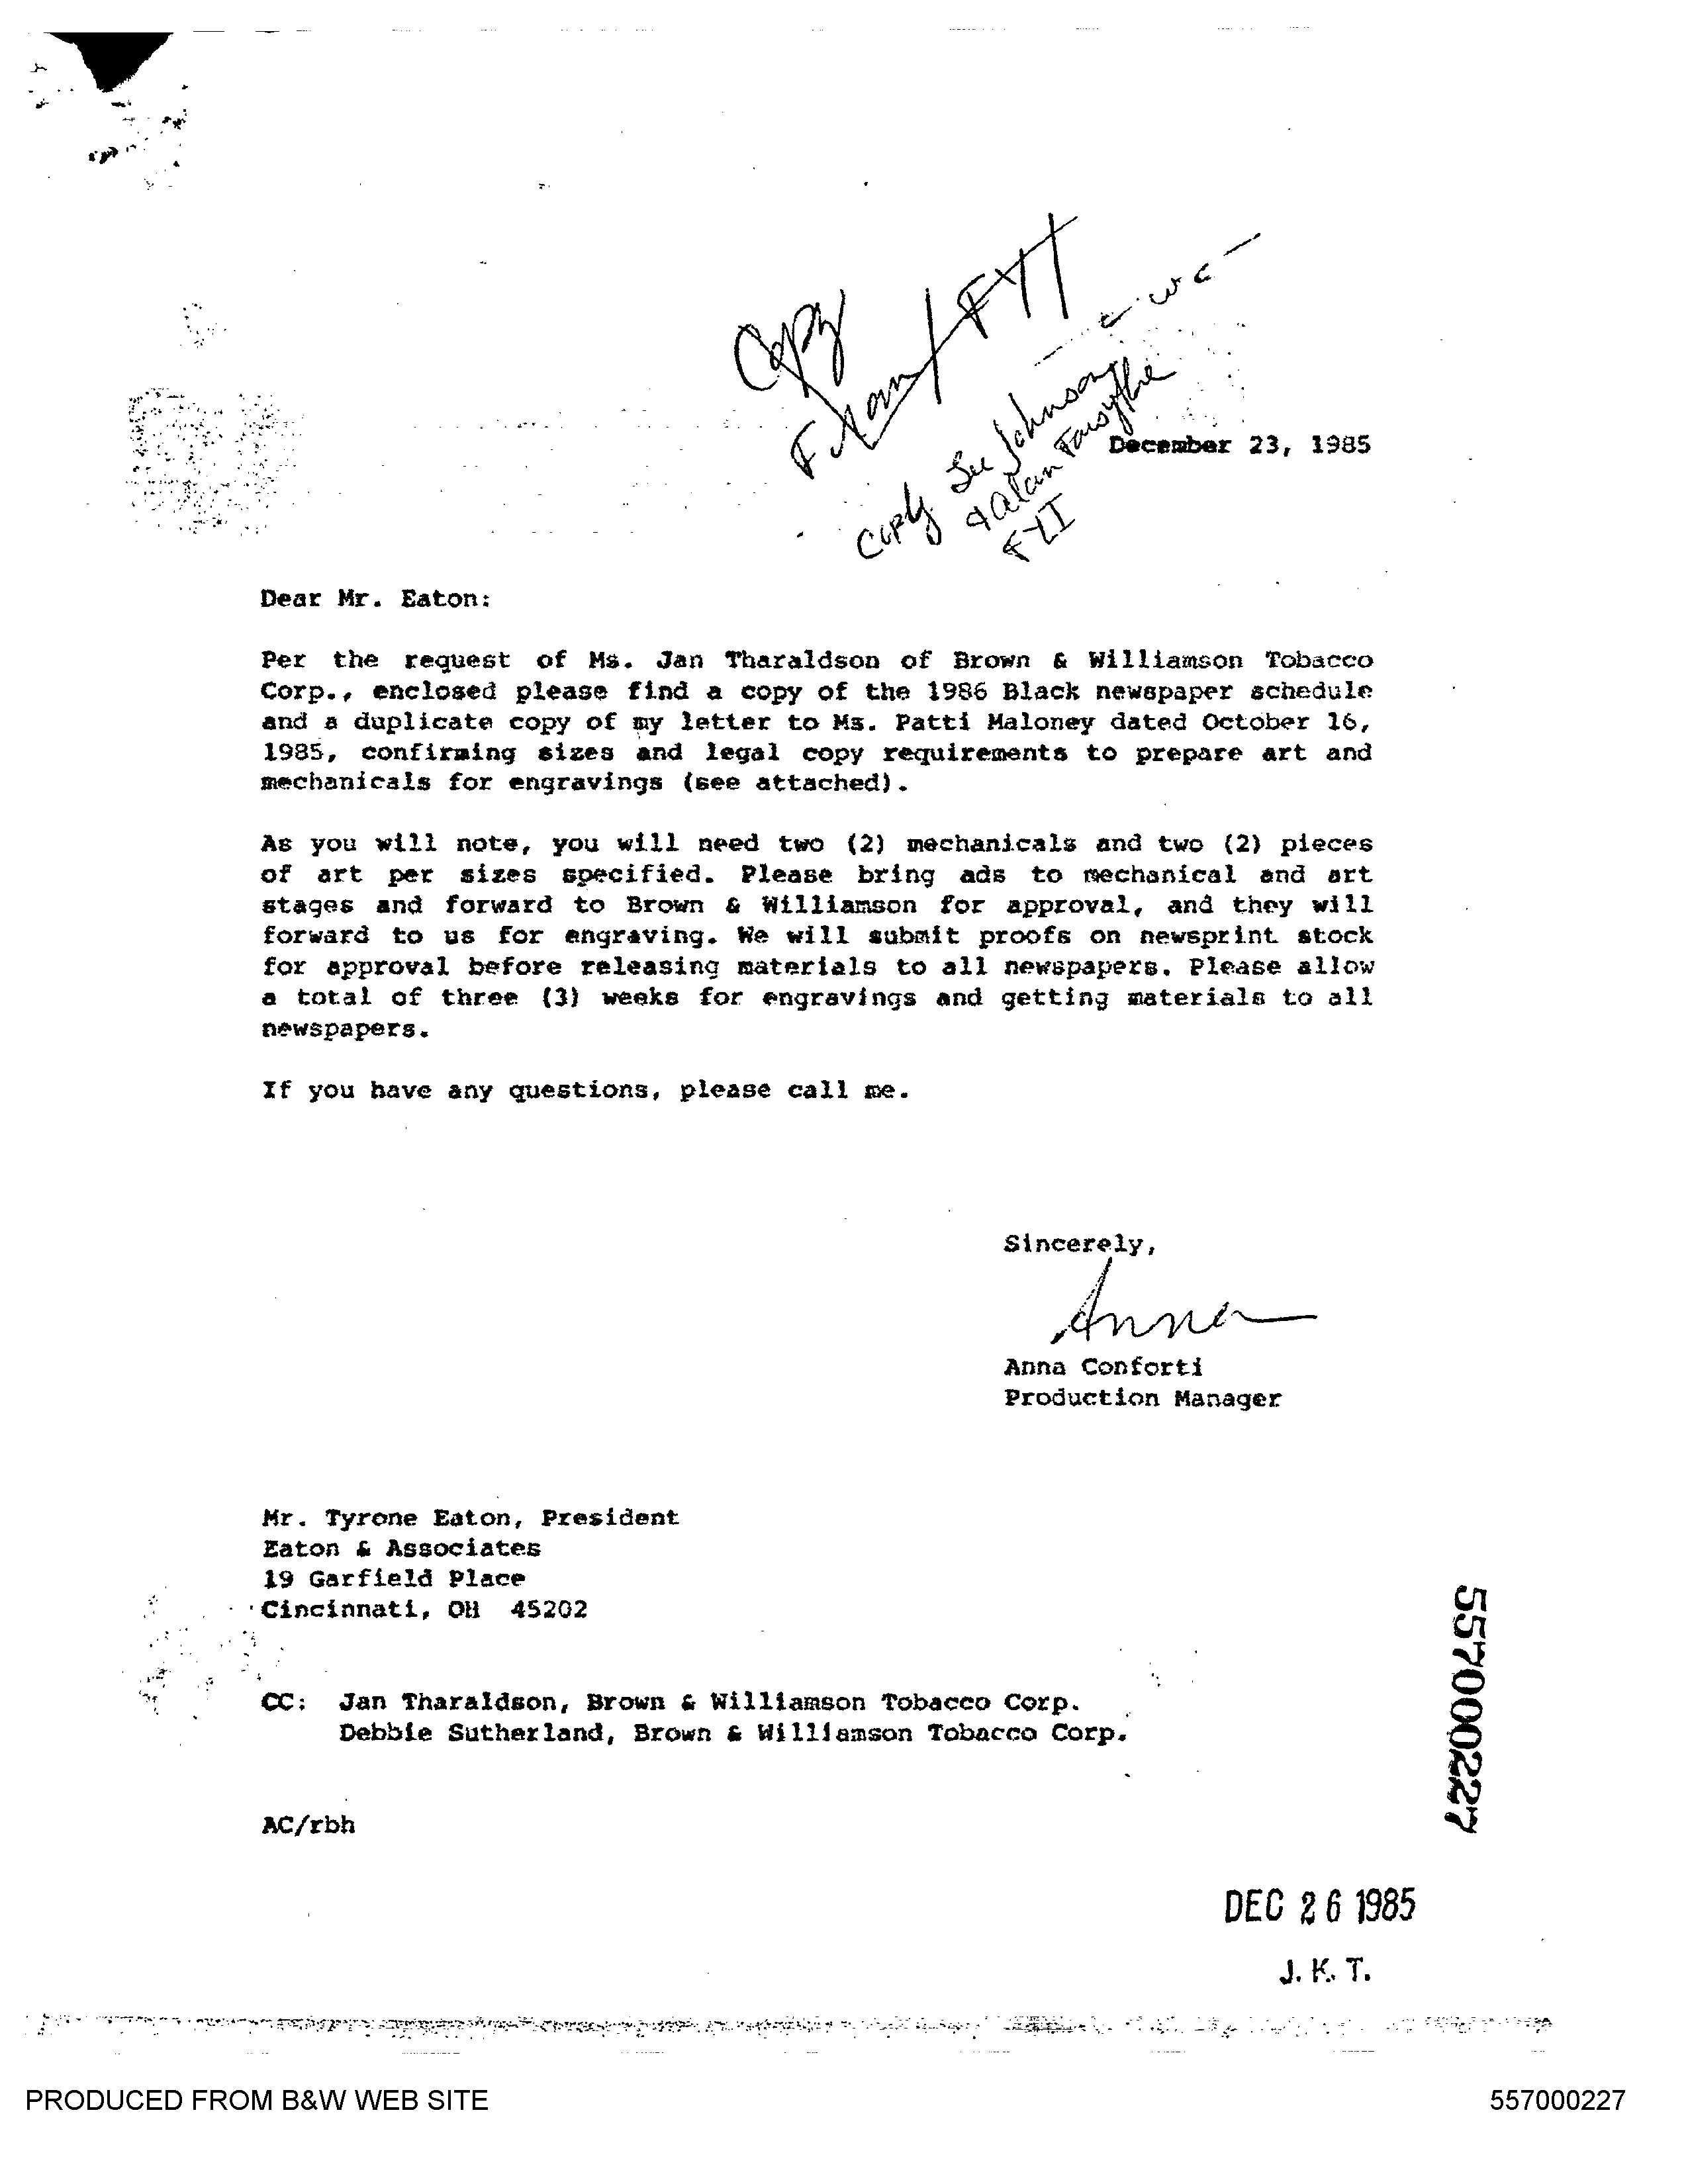 Copy
FYI
Copy Lee Johnson
& Alan Forsythe
FYI
December 23, 1985
Dear Mr. Eaton:
Per the request of Ms. Jan Tharaldson of Brown & Williamson Tobacco
Corp., enclosed please find a copy of the 1986 Black newspaper schedule
and a duplicate copy of my letter to Ms. Patti Maloney dated October 16,
1985, confirming sizes and legal copy requirements to prepare art and
mechanicals for engravings (see attached).
As you will note, you will need two (2) mechanicals and two (2) pieces
of art per sizes specified. Please bring ads to mechanical and art
stages and forward to Brown & Williamson for approval, and they will
forward to us for engraving. We will submit proofs on newsprint stock
for approval before releasing materials to all newspapers. Please allow
a total of three (3) weeks for engravings and getting materials to all
newspapers.
If you have any questions, please call me.
Sincerely,
Anna
Anna Conforti
Production Manager
Mr. Tyrone Eaton, President
Eaton & Associates
19 Garfield Place
Cincinnati, OH 45202
CC: Jan Tharaldson, Brown & Williamson Tobacco Corp.
Debbie Sutherland, Brown & Williamson Tobacco Corp.
AC/rbh
557000227
DEC 26 1985
J. K. T.
PRODUCED FROM B&W WEB SITE
557000227